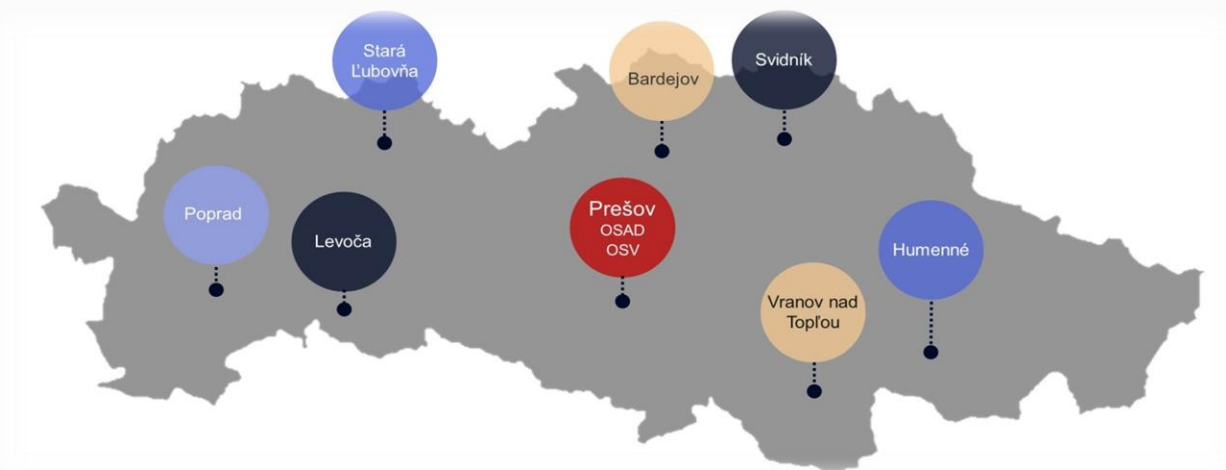 Stará
Ľubovňa
Bardejov
Svidník
Poprad
Levoča
Prešov
OSAD
OSV
Humenné
Vranov nad
Topľou